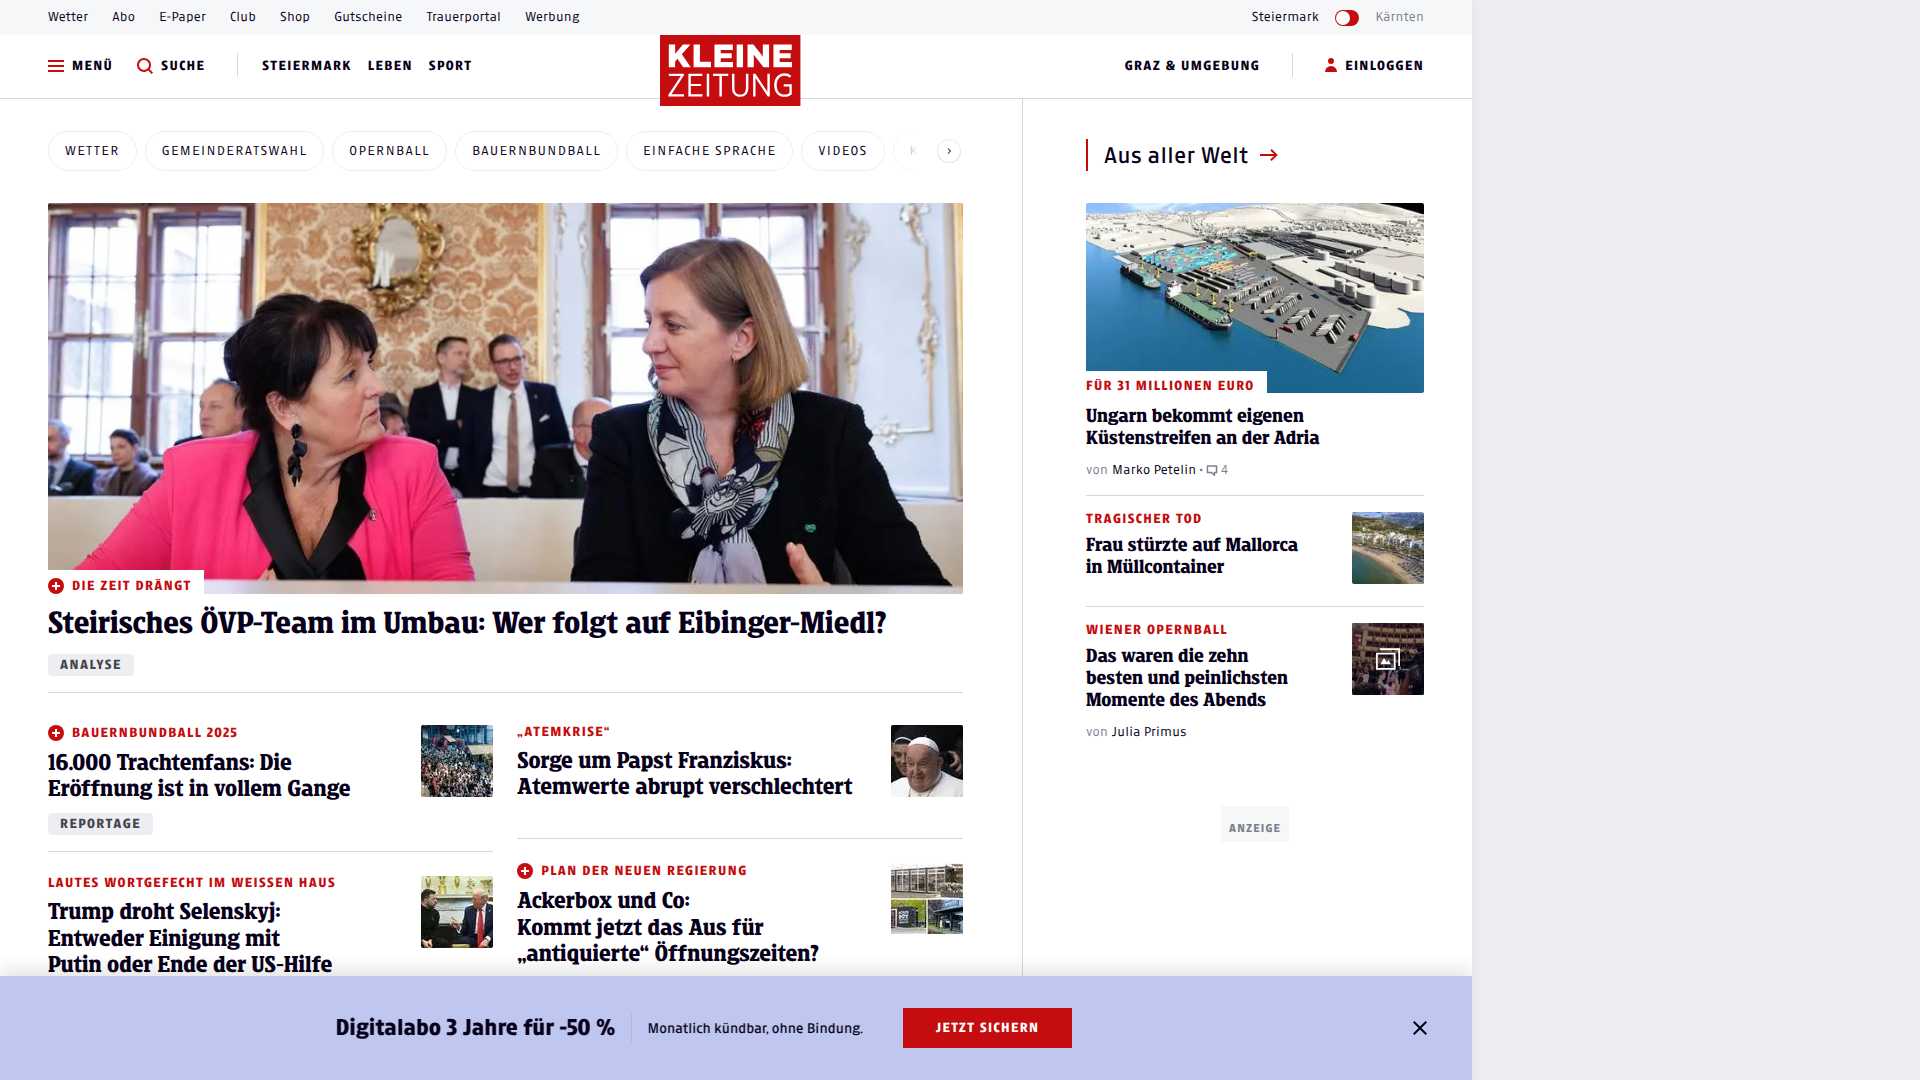 Wetter Abo E-Paper Club Shop Gutscheine Trauerportal Werbung Steiermark Kärnten
MENÜ SUCHE STEIERMARK LEBEN SPORT KLEINE ZEITUNG GRAZ & UMGEBUNG EINLOGGEN
WETTER GEMEINDERATSWAHL OPERNBALL BAUERNBUNDBALL EINFACHE SPRACHE VIDEOS K
DIE ZEIT DRÄNGT
Steirisches ÖVP-Team im Umbau: Wer folgt auf Eibinger-Miedl?
ANALYSE
BAUERNBUNDBALL 2025
16.000 Trachtenfans: Die
Eröffnung ist in vollem Gange
REPORTAGE
LAUTES WORTGEFECHT IM WEISSEN HAUS
Trump droht Selenskyj:
Entweder Einigung mit
Putin oder Ende der US-Hilfe
„ATEMKRISE“
Sorge um Papst Franziskus:
Atemwerte abrupt verschlechtert
PLAN DER NEUEN REGIERUNG
Ackerbox und Co:
Kommt jetzt das Aus für
„antiquierte“ Öffnungszeiten?
Aus aller Welt
FÜR 31 MILLIONEN EURO
Ungarn bekommt eigenen
Küstenstreifen an der Adria
von Marko Petelin • 4
TRAGISCHER TOD
Frau stürzte auf Mallorca
in Müllcontainer
WIENER OPERNBALL
Das waren die zehn
besten und peinlichsten
Momente des Abends
von Julia Primus
ANZEIGE
Digitalabo 3 Jahre für -50 % Monatlich kündbar, ohne Bindung. JETZT SICHERN